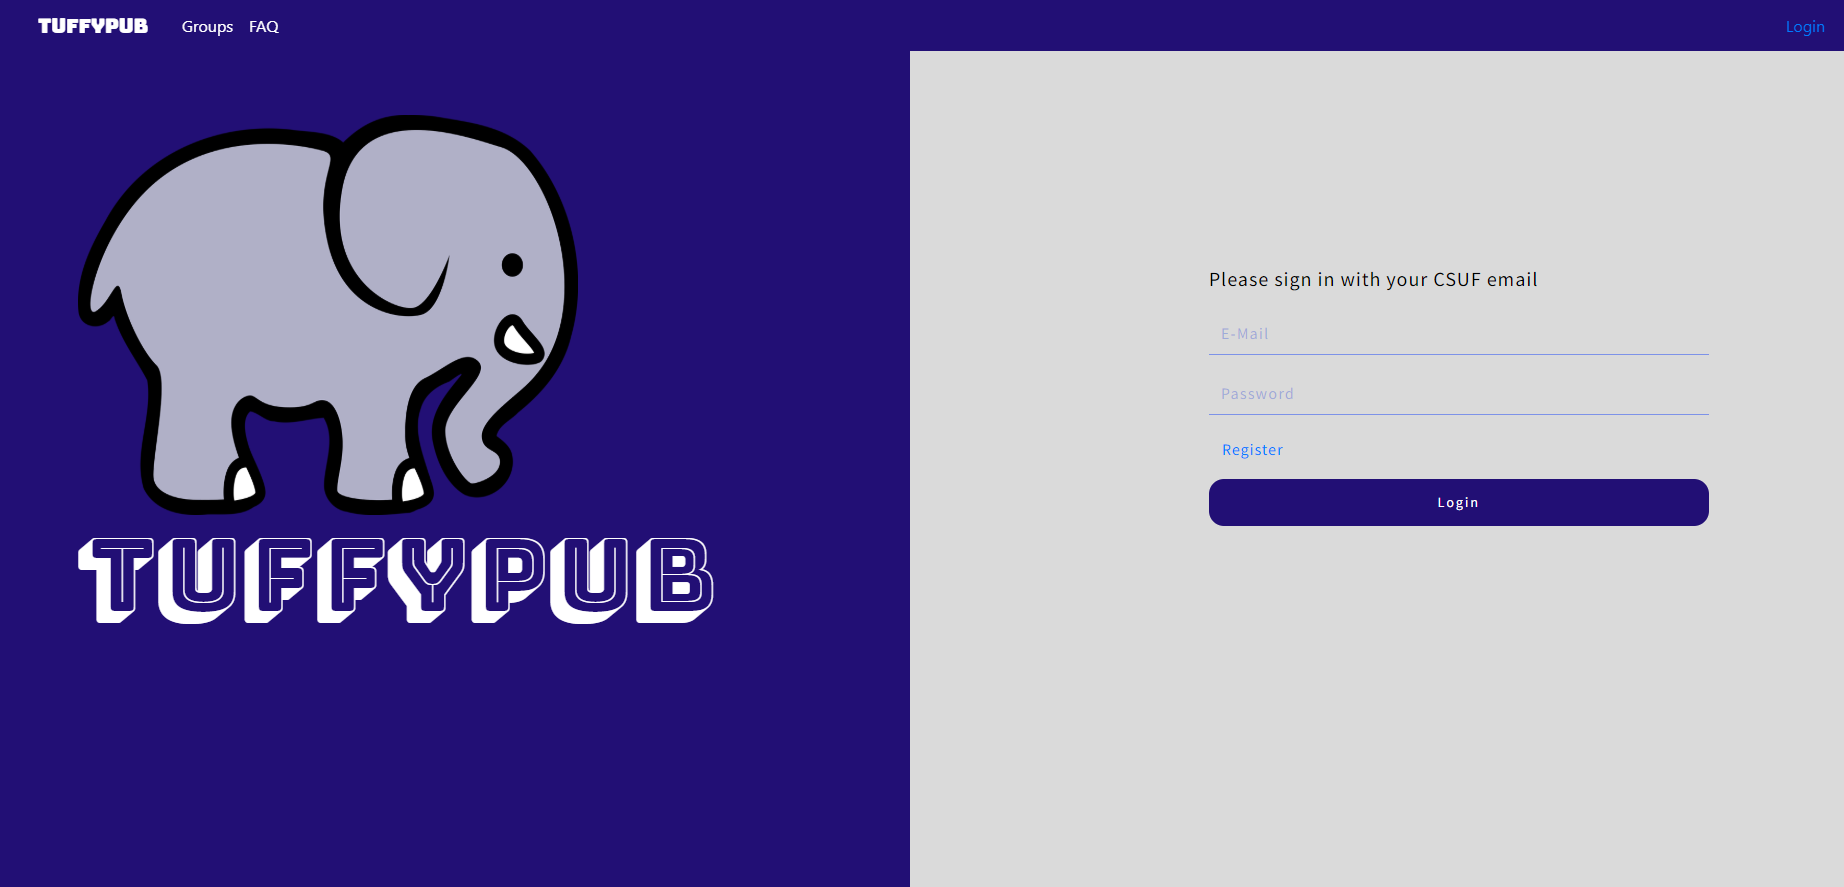 TUFFYPUB Groups FAQ Login
TUFFYPUB
Please sign in with your CSUF email
E-Mail
Password
Register
Login